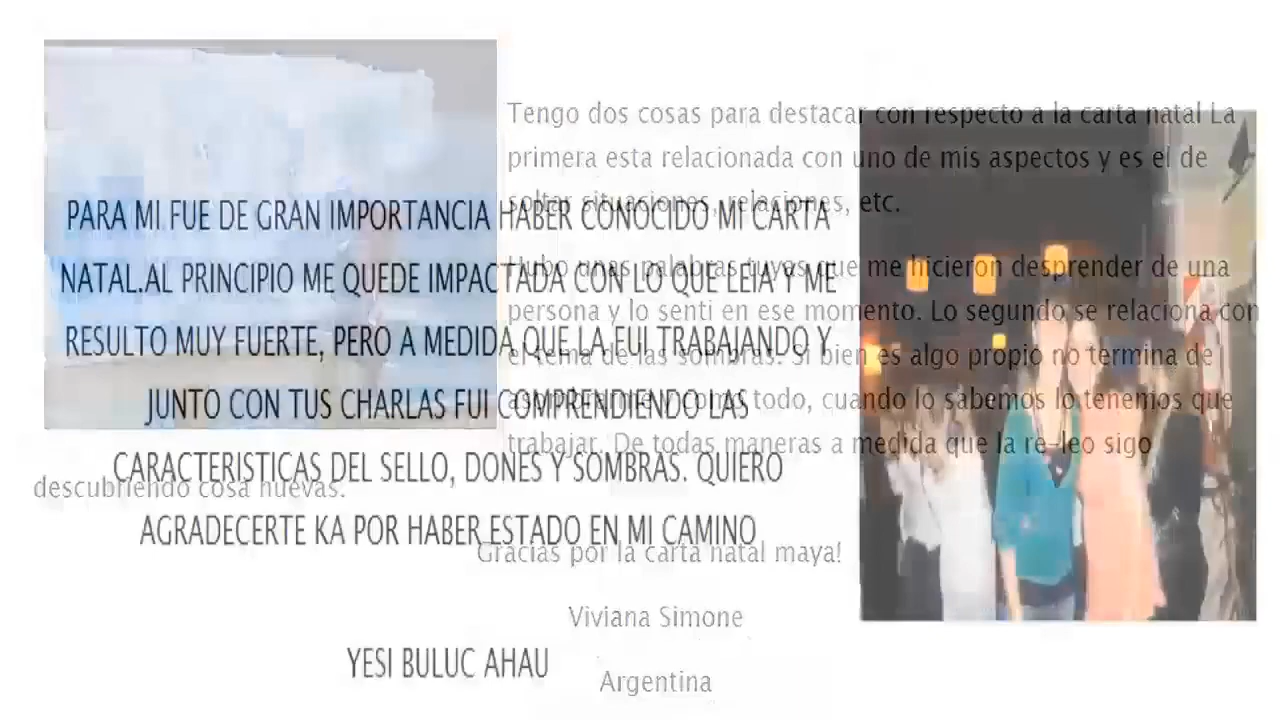 PARA MI FUE DE GRAN IMPORTANCIA HABER CONOCIDO MI CARTA
NATAL.AL PRINCIPIO ME QUEDE IMPACTADA CON LO QUE LEIA Y ME
RESULTO MUY FUERTE, PERO A MEDIDA QUE LA FUI TRABAJANDO Y
JUNTO CON TUS CHARLAS FUI COMPRENDIENDO LAS
CARACTERISTICAS DEL SELLO, DONES Y SOMBRAS. QUIERO
AGRADECERTE KA POR HABER ESTADO EN MI CAMINO
YESI BULUC AHAU
Tengo dos cosas para destacar con respecto a la carta natal La
primera esta relacionada con uno de mis aspectos y es el de
soltar situaciones, relaciones, etc.
Hubo unas palabras tuyas que me hicieron desprender de una
persona y lo senti en ese momento. Lo segundo se relaciona con
el tema de las sombras. Si bien es algo propio no termina de
y como todo, cuando lo sabemos lo tenemos que
trabajar. De todas maneras a medida que la re-leo sigo
descubriendo cosa nuevas.
Gracias por la carta natal maya!
Viviana Simone
Argentina